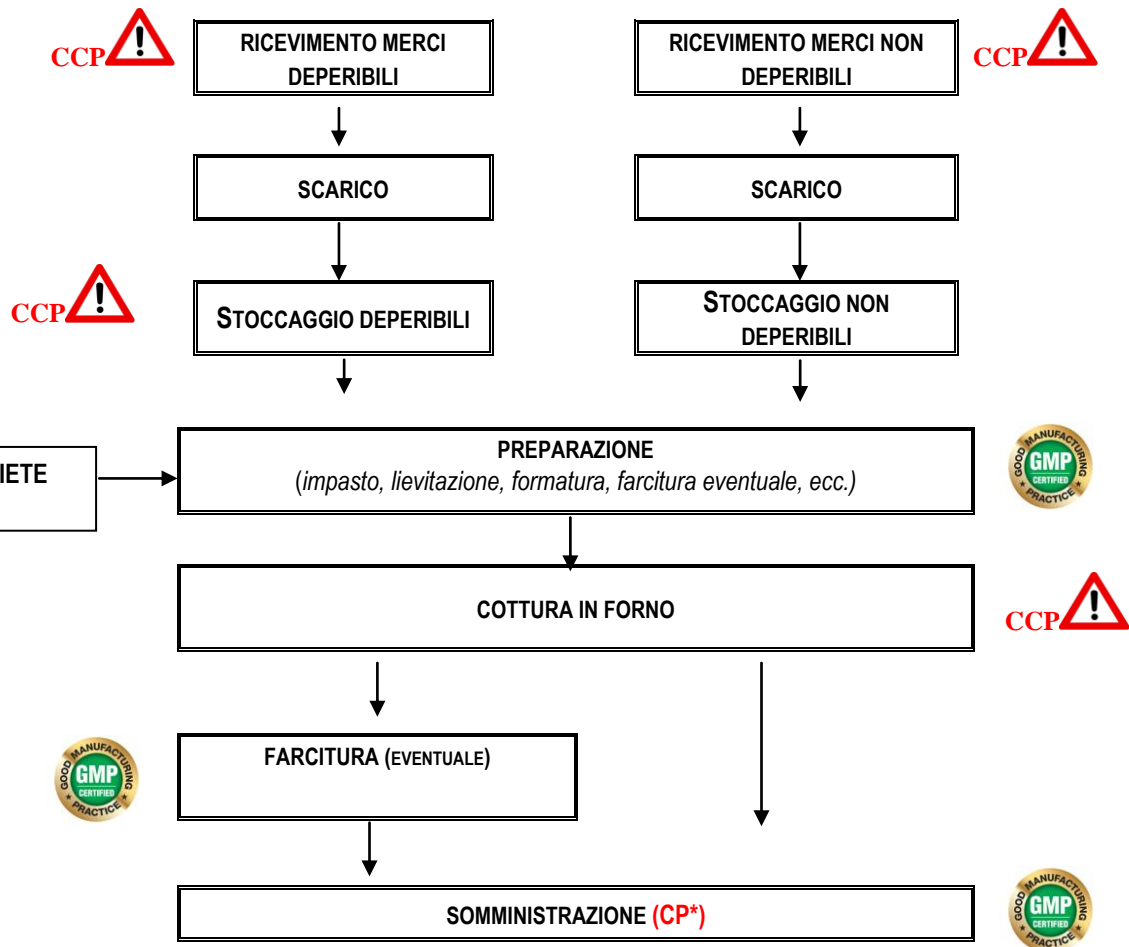 CCP
RICEVIMENTO MERCI
DEPERIBILI
RICEVIMENTO MERCI NON
DEPERIBILI
CCP
SCARICO
SCARICO
CCP
STOCCAGGIO DEPERIBILI
STOCCAGGIO NON
DEPERIBILI
IETE
PREPARAZIONE
(impasto, lievitazione, formatura, farcitura eventuale, ecc.)
GOOD MANUFACTURING
GMP
CERTIFIED
PRACTICE
COTTURA IN FORNO
CCP
GOOD MANUFACTURING
GMP
CERTIFIED
PRACTICE
FARCITURA (EVENTUALE)
SOMMINISTRAZIONE (CP*)
GOOD MANUFACTURING
GMP
CERTIFIED
PRACTICE